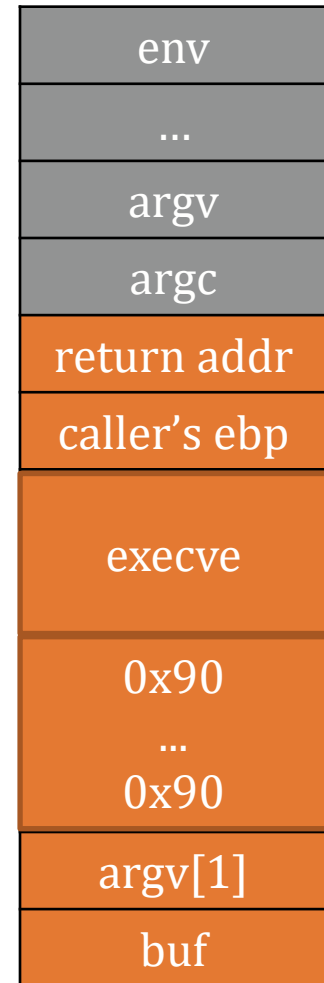 env
...
argv
argc
return addr
caller’s ebp
execve
0x90
...
0x90
argv[1]
buf